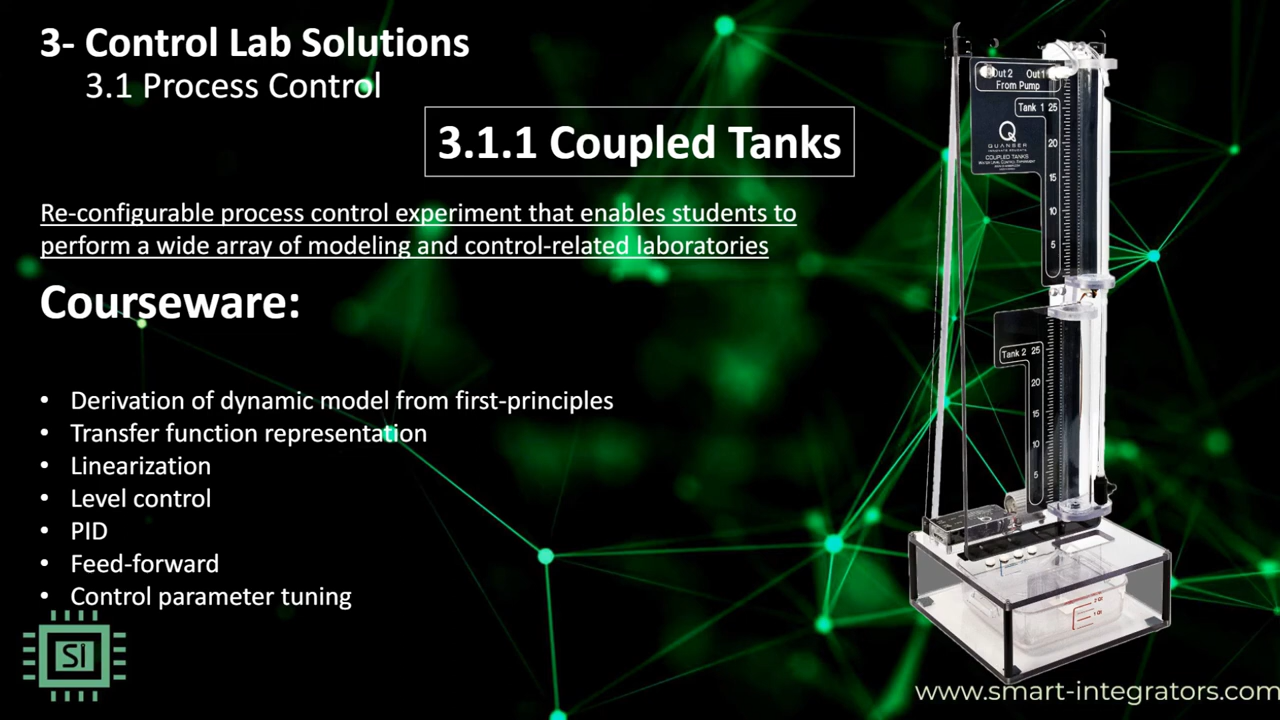 3- Control Lab Solutions
3.1 Process Control
3.1.1 Coupled Tanks
Re-configurable process control experiment that enables students to
perform a wide array of modeling and control-related laboratories
Courseware:
• Derivation of dynamic model from first-principles
• Transfer function representation
• Linearization
• Level control
• PID
• Feed-forward
• Control parameter tuning
SI
Out 2 Out 1
From Pump
Tank 1 25
QUANSER
COUPLED TANKS
20
15
10
5
Tank 2 25
20
15
10
5
www.smart-integrators.com